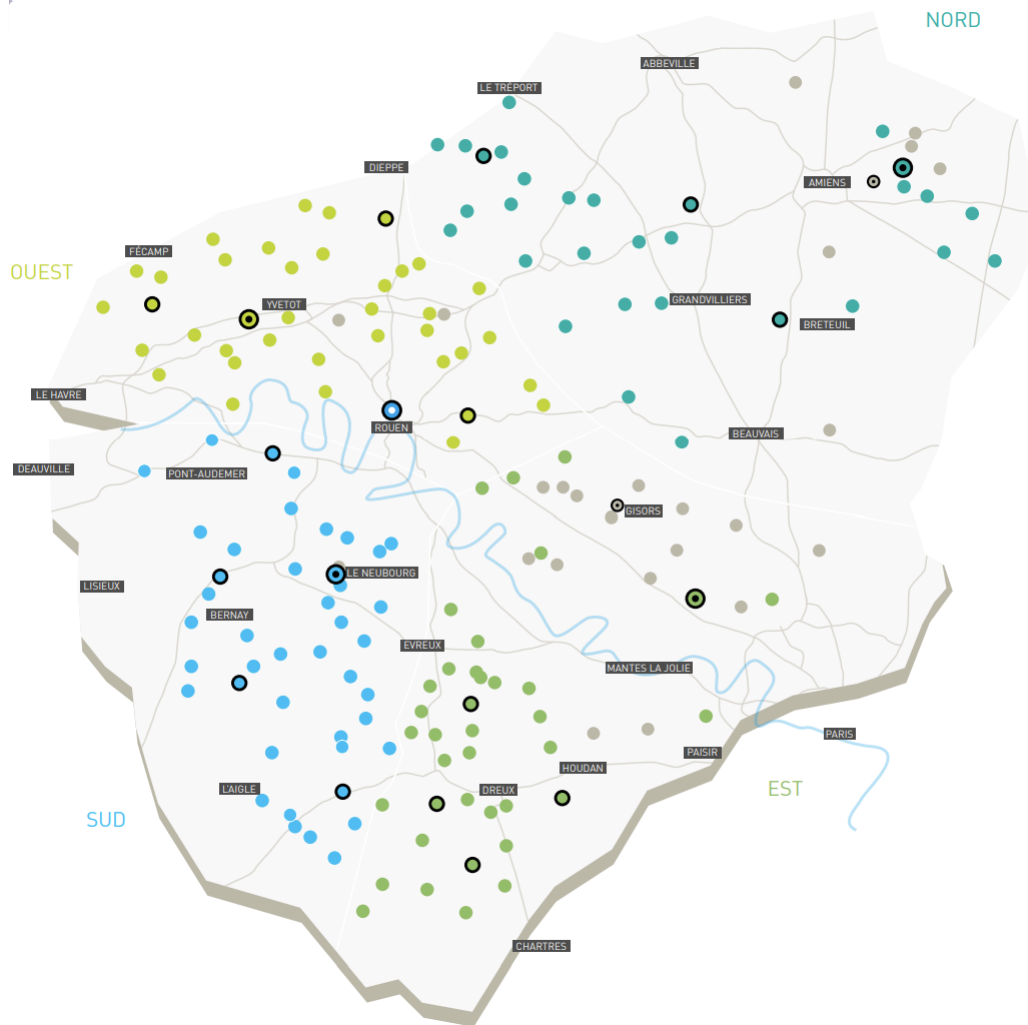 NORD
ABBEVILLE
LE TRÉPORT
DIEPPE
AMIENS
FÉCAMP
OUEST
YVETOT
GRANDVILLIERS
BRETEUIL
LE HAVRE
ROUEN
BEAUVAIS
DEAUVILLE
PONT-AUDEMER
GISORS
LE NEUBOURG
LISIEUX
BERNAY
EVREUX
MANTES LA JOLIE
PARIS
PAISIR
HOUDAN
L'AIGLE
DREUX
EST
SUD
CHARTRES